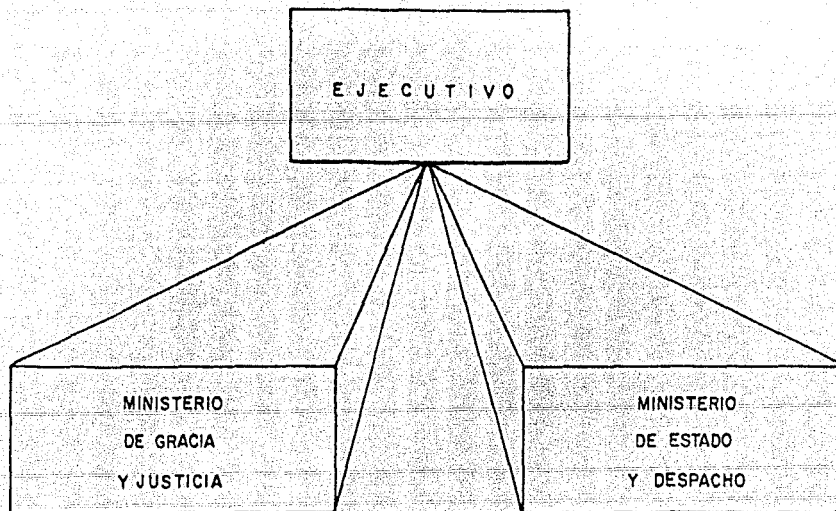 EJECUTIVO
MINISTERIO
DE GRACIA
Y JUSTICIA
MINISTERIO
DE ESTADO
Y DESPACHO